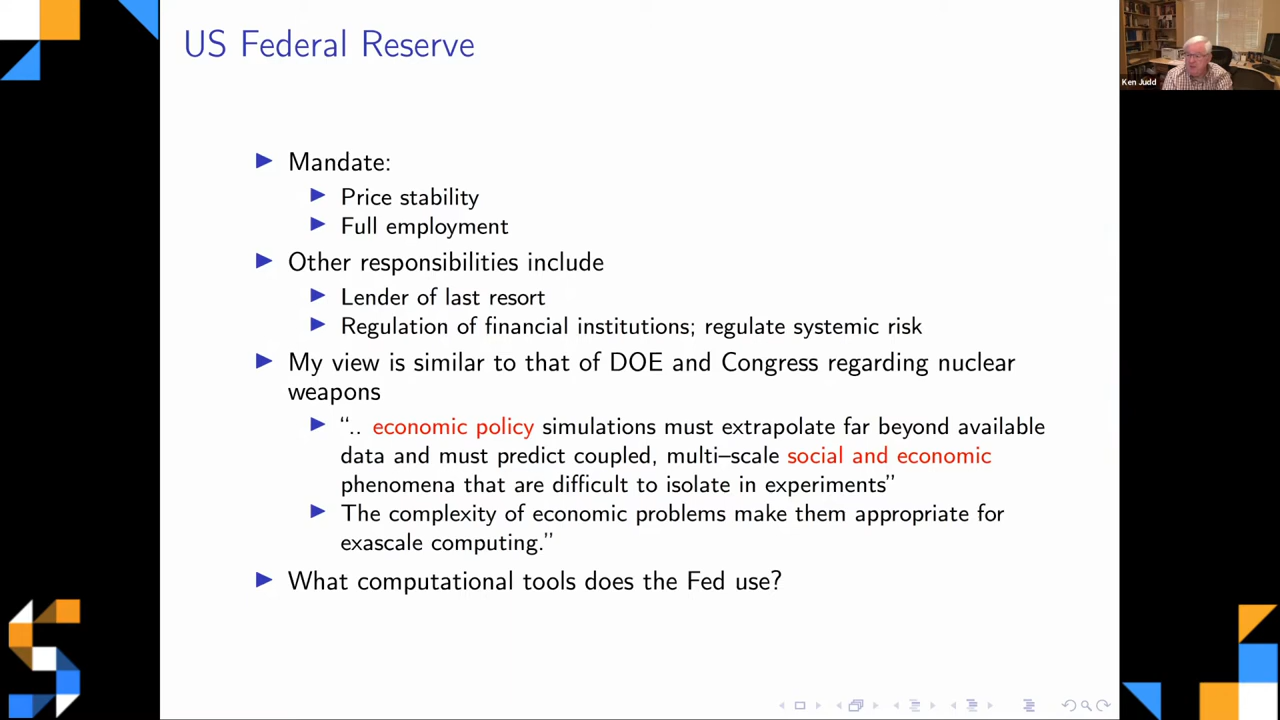 US Federal Reserve
Ken Judd
Mandate:
Price stability
Full employment
Other responsibilities include
Lender of last resort
Regulation of financial institutions; regulate systemic risk
My view is similar to that of DOE and Congress regarding nuclear
weapons
“.. economic policy simulations must extrapolate far beyond available
data and must predict coupled, multi–scale social and economic
phenomena that are difficult to isolate in experiments”
The complexity of economic problems make them appropriate for
exascale computing.”
What computational tools does the Fed use?